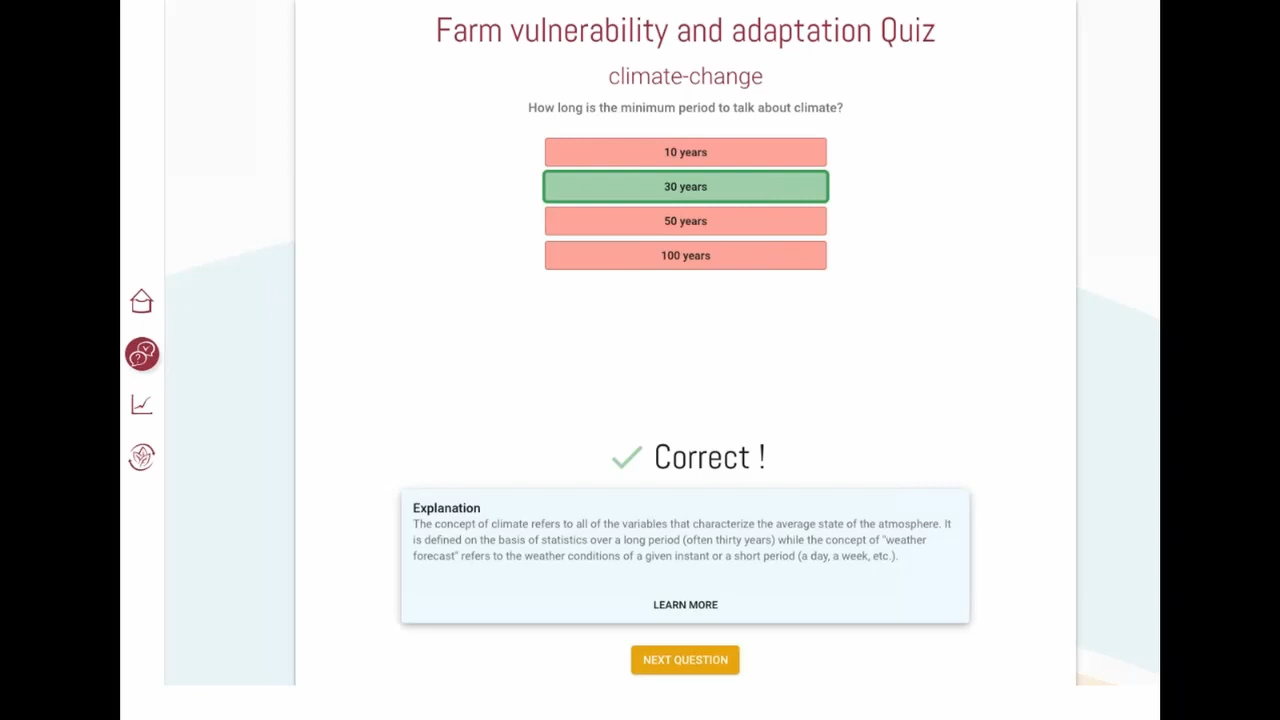 Farm vulnerability and adaptation Quiz
climate-change
How long is the minimum period to talk about climate?
10 years
30 years
50 years
100 years
Correct !
Explanation
The concept of climate refers to all of the variables that characterize the average state of the atmosphere. It
is defined on the basis of statistics over a long period (often thirty years) while the concept of "weather
forecast" refers to the weather conditions of a given instant or a short period (a day, a week, etc.).
LEARN MORE
NEXT QUESTION